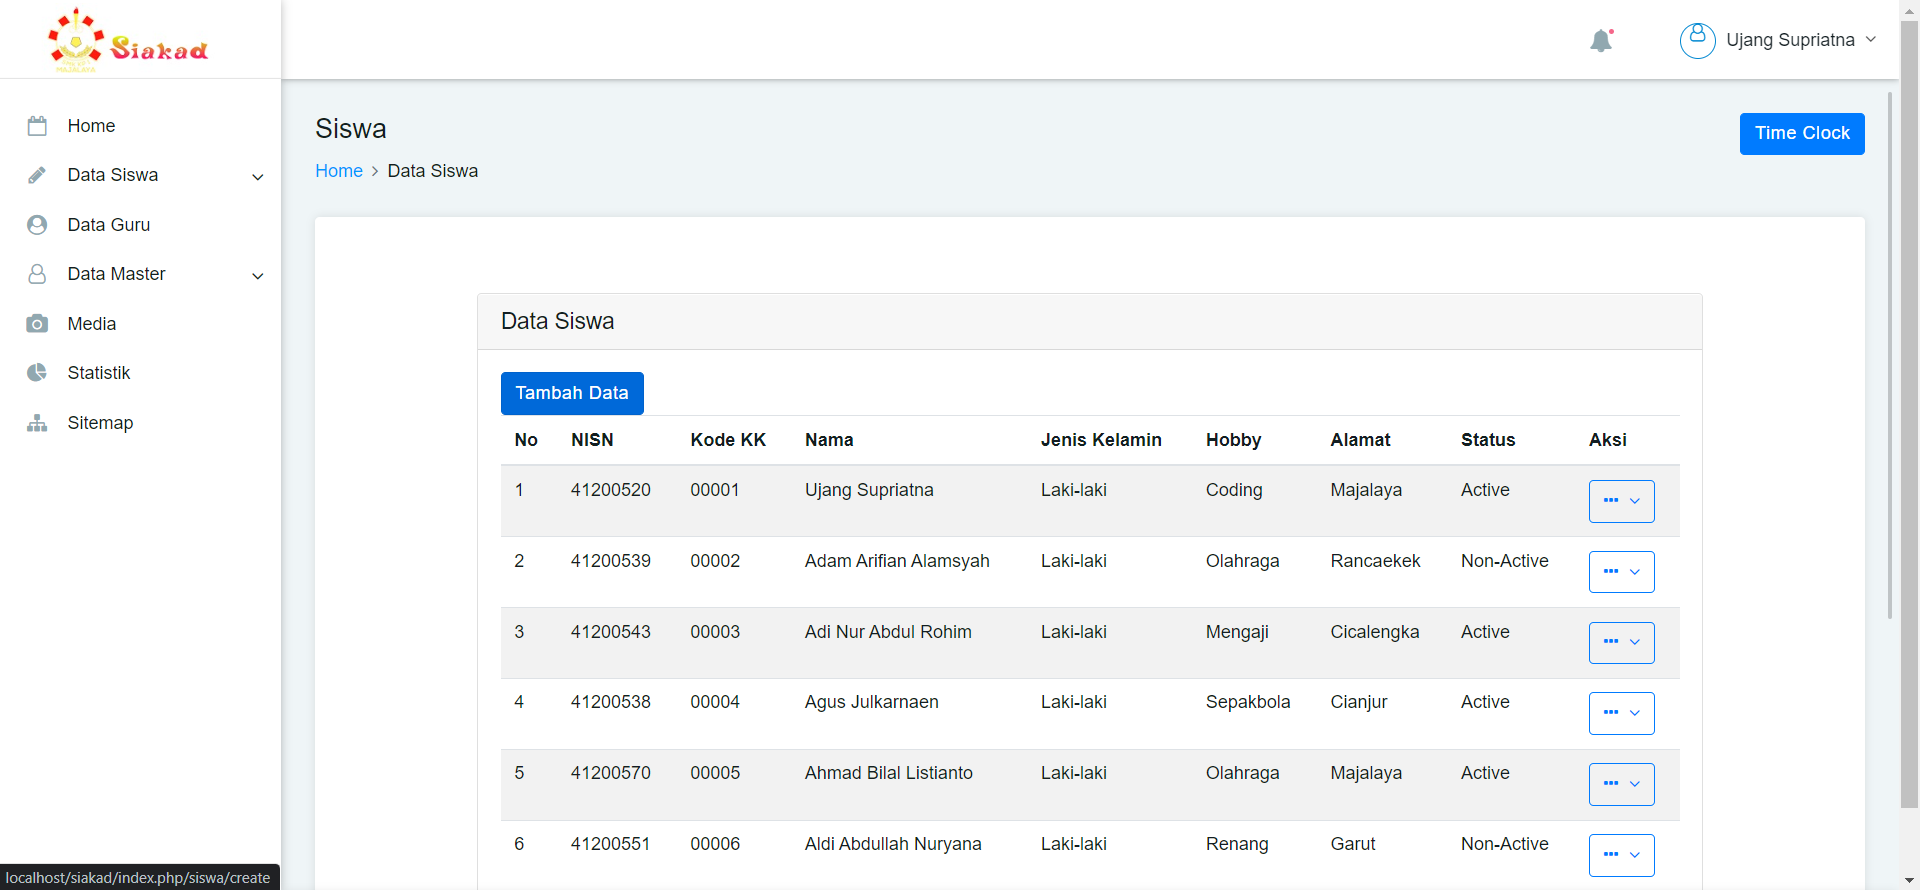 Siakad
MAJALAYA
Ujang Supriatna
Home
Data Siswa
Data Guru
Data Master
Media
Statistik
Sitemap
Siswa
Time Clock
Home > Data Siswa
Data Siswa
Tambah Data
No NISN Kode KK Nama Jenis Kelamin Hobby Alamat Status Aksi
1 41200520 00001 Ujang Supriatna Laki-laki Coding Majalaya Active
2 41200539 00002 Adam Arifian Alamsyah Laki-laki Olahraga Rancaekek Non-Active
3 41200543 00003 Adi Nur Abdul Rohim Laki-laki Mengaji Cicalengka Active
4 41200538 00004 Agus Julkarnaen Laki-laki Sepakbola Cianjur Active
5 41200570 00005 Ahmad Bilal Listianto Laki-laki Olahraga Majalaya Active
6 41200551 00006 Aldi Abdullah Nuryana Laki-laki Renang Garut Non-Active
localhost/siakad/index.php/siswa/create